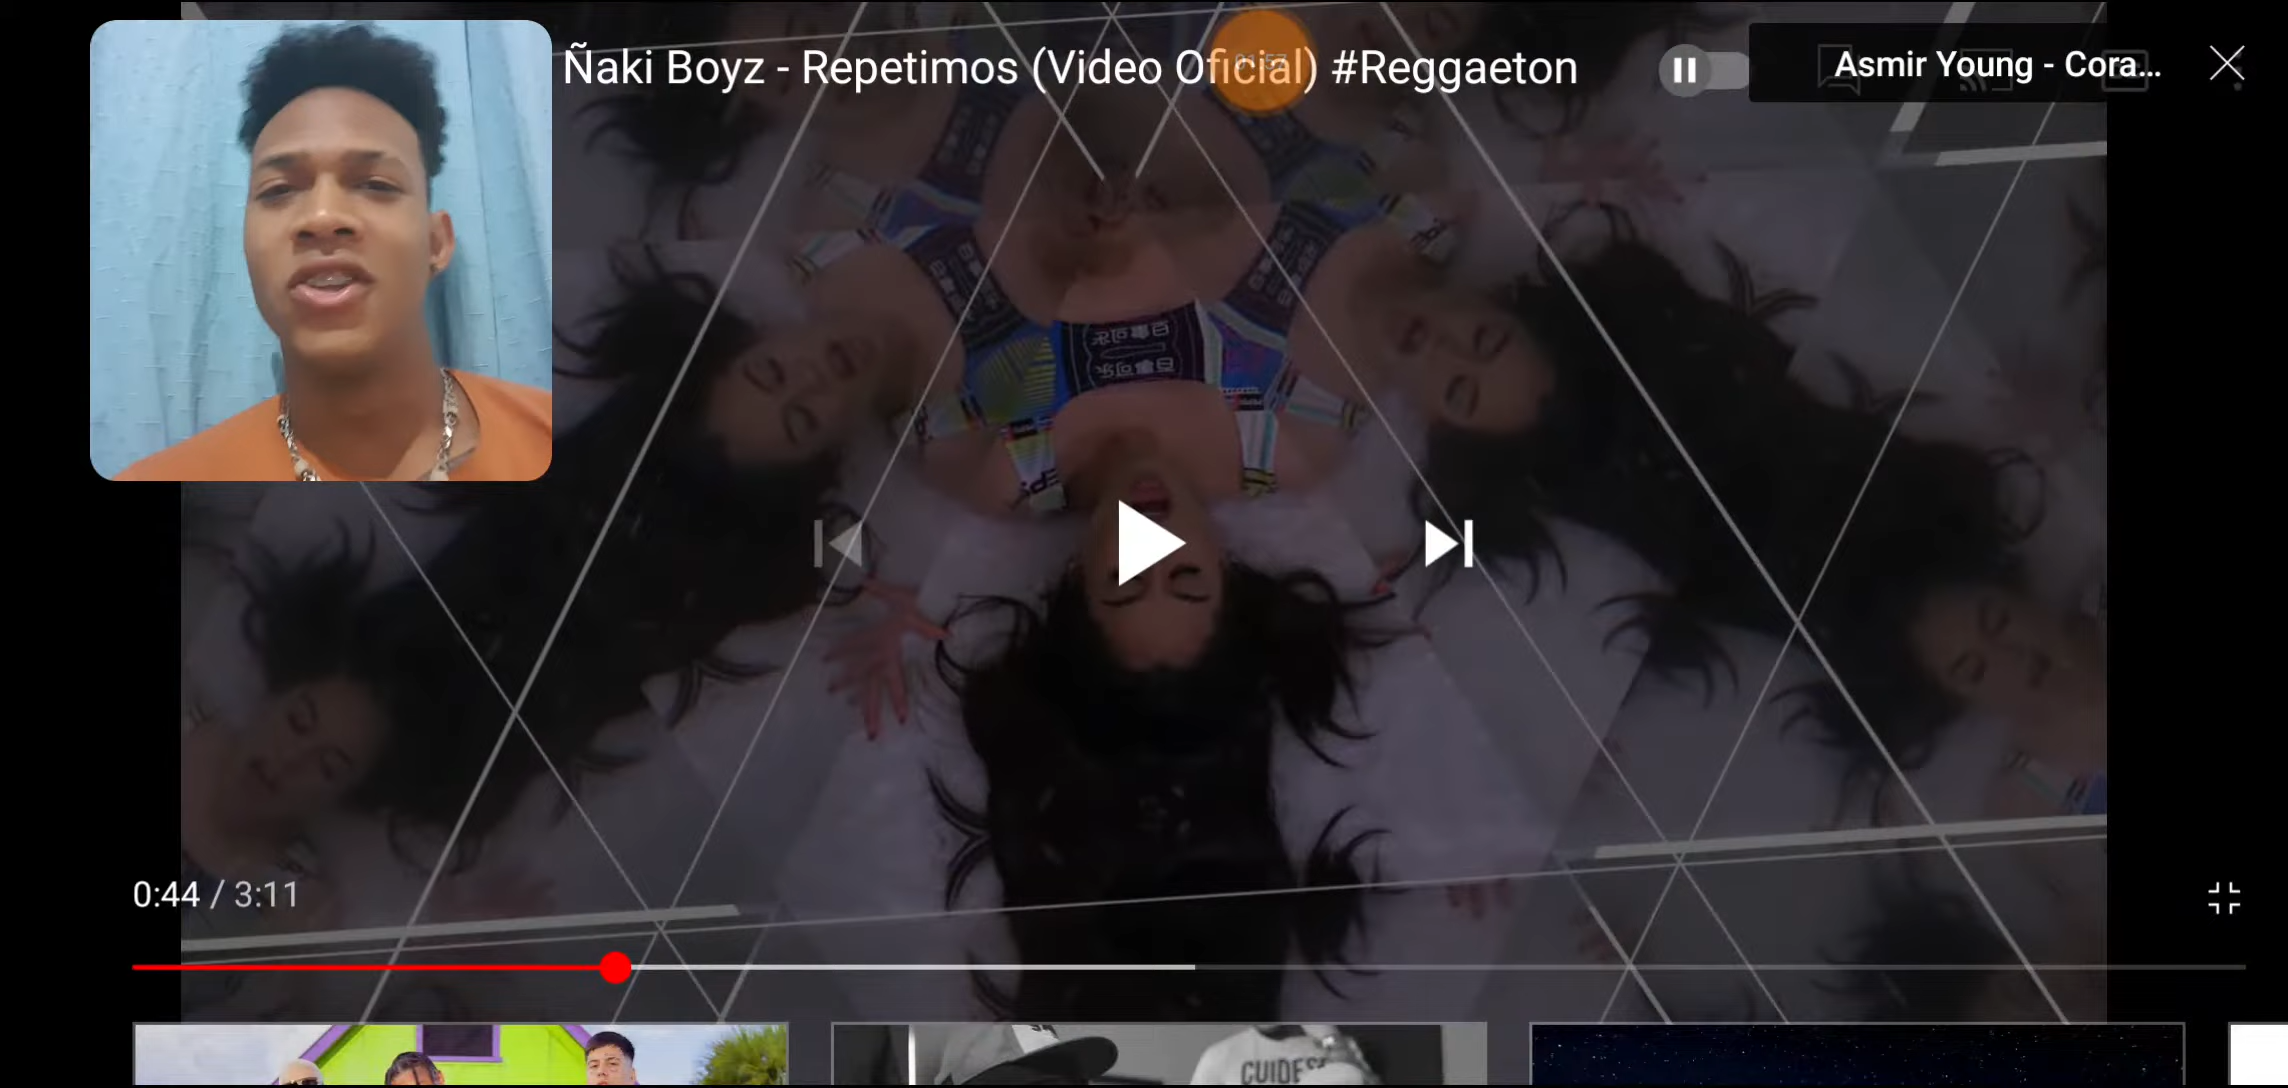 Ñaki Boyz - Repetimos (Video Oficial) #Reggaeton
Asmir Young - Cora...
0:44 / 3:11